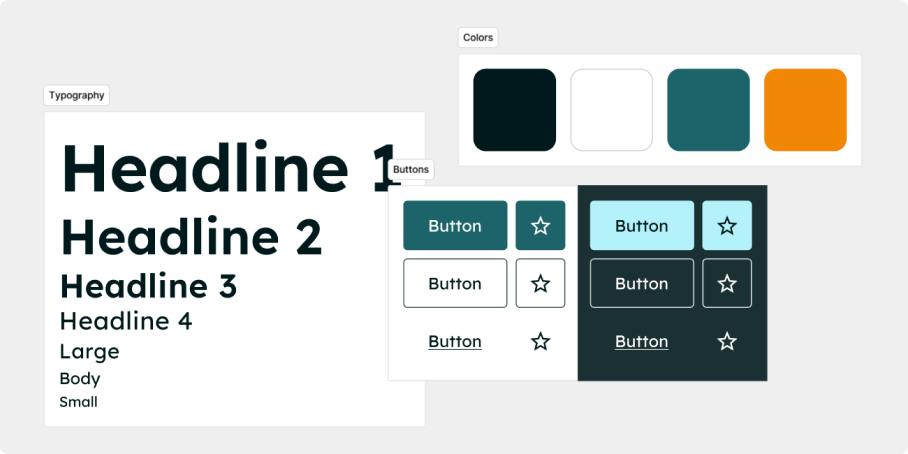 Colors
Typography
Headline 1
Headline 2
Headline 3
Headline 4
Large
Body
Small
Buttons
Button
Button
Button
Button
Button
Button